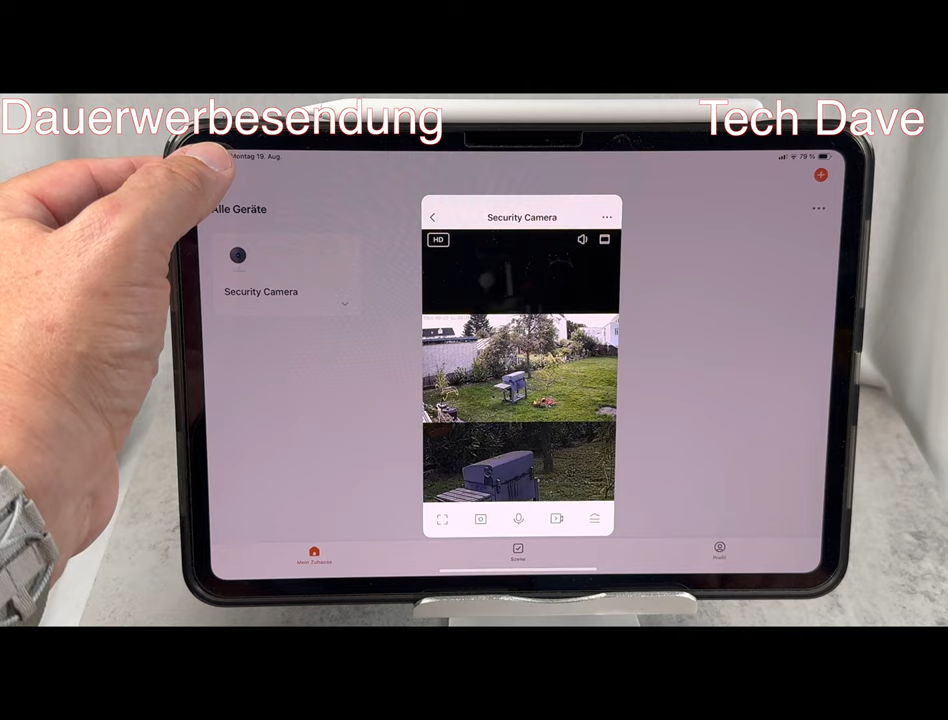 Dauerwerbesendung
Tech Dave
Montag 19. Aug.
79 %
Alle Geräte
Security Camera
HD
Security Camera
Mein Zuhause
Szene
Profil